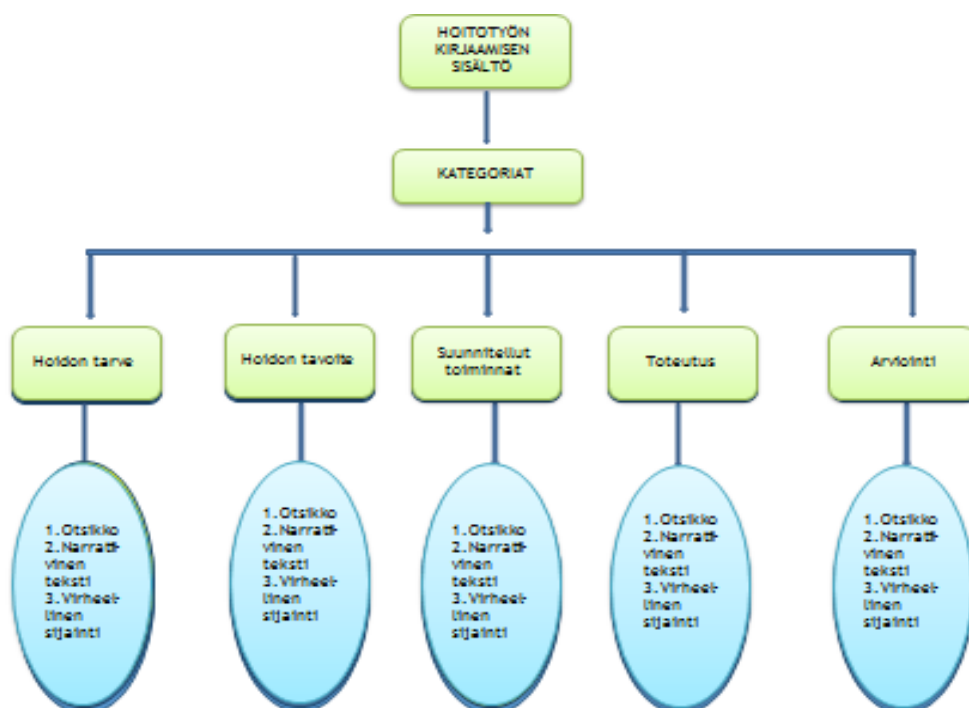 HOITOTYÖN
KIRJAAMISEN
SISÄLTÖ
KATEGORIAT
Hoidon tarve
Hoidon tavoite
Suunnitellut
toiminnat
Toteutus
Arviointi
1.Otsikko
2.Narrati-
vinen
teksti
3.Virheel-
linen
sijainti
1.Otsikko
2.Narrati-
vinen
teksti
3.Virheel-
linen
sijainti
1.Otsikko
2.Narrati-
vinen
teksti
3.Virheel-
linen
sijainti
1.Otsikko
2.Narrati-
vinen
teksti
3.Virheel-
linen
sijainti
1.Otsikko
2.Narrati-
vinen
teksti
3.Virheel-
linen
sijainti